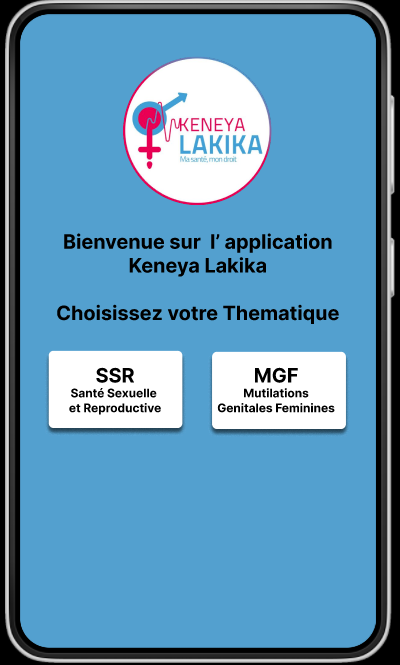 KENEYA
LAKIKA
Ma santé, mon droit
Bienvenue sur l’ application
Keneya Lakika
Choisissez votre Thematique
SSR
Santé Sexuelle
et Reproductive
MGF
Mutilations
Genitales Feminines